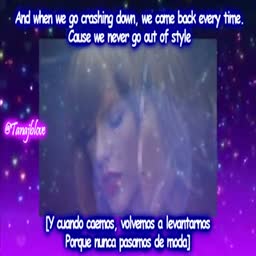 And when we go crashing down, we come back every time.
Cause we never go out of style
@Tanajblove
[Y cuando caemos, volvemos a levantarnos
Porque nunca pasamos de moda]